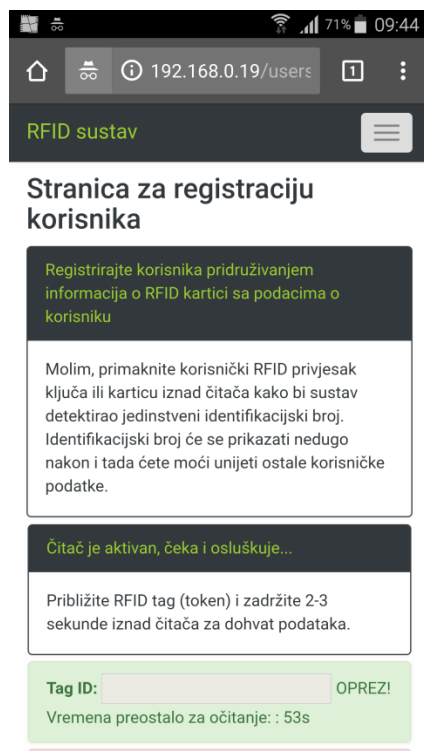 71% 09:44
192.168.0.19/users
1
RFID sustav
Stranica za registraciju
korisnika
Registrirajte korisnika pridruživanjem
informacija o RFID kartici sa podacima o
korisniku
Molim, primaknite korisnički RFID privjesak
ključa ili karticu iznad čitača kako bi sustav
detektirao jedinstveni identifikacijski broj.
Identifikacijski broj će se prikazati nedugo
nakon i tada ćete moći unijeti ostale korisničke
podatke.
Čitač je aktivan, čeka i osluškuje...
Približite RFID tag (token) i zadržite 2-3
sekunde iznad čitača za dohvat podataka.
Tag ID: OPREZ!
Vremena preostalo za očitanje: : 53s